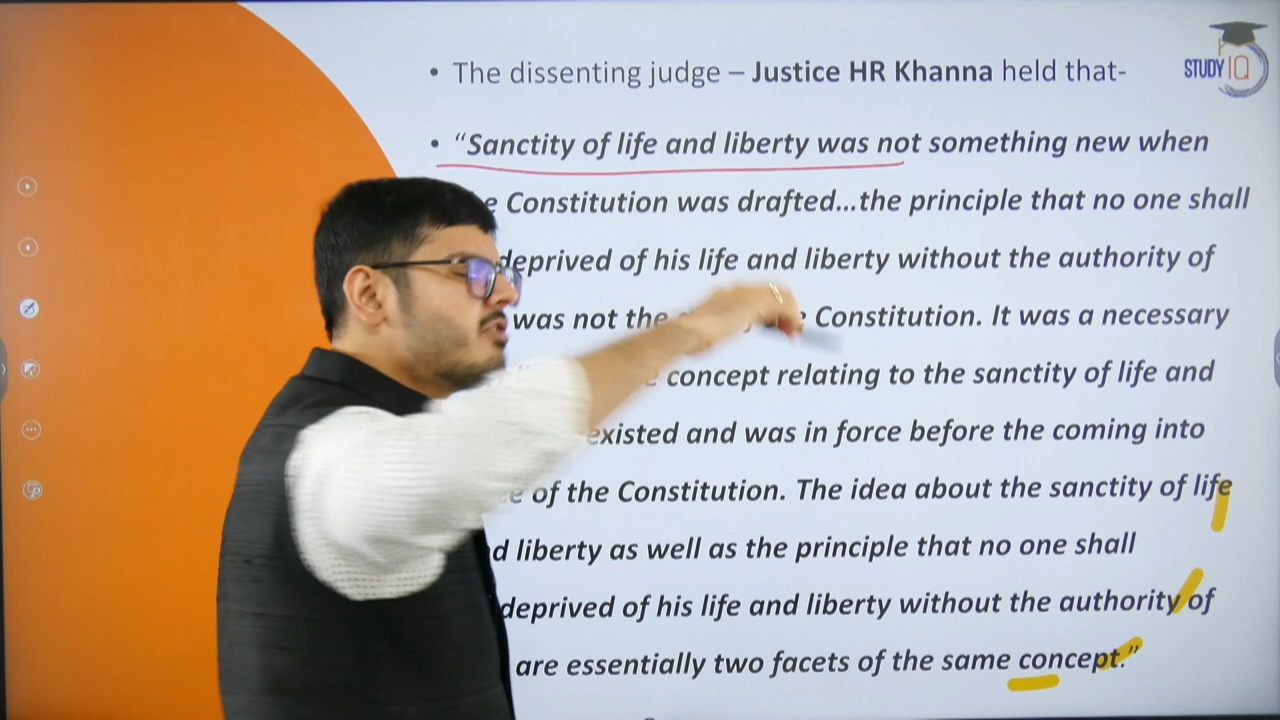 • The dissenting judge – Justice HR Khanna held that-
STUDY IQ
• “Sanctity of life and liberty was not something new when
Constitution was drafted...the principle that no one shall
deprived of his life and liberty without the authority of
was not the Constitution. It was a necessary
concept relating to the sanctity of life and
existed and was in force before the coming into
of the Constitution. The idea about the sanctity of life
liberty as well as the principle that no one shall
deprived of his life and liberty without the authority of
are essentially two facets of the same concept.”